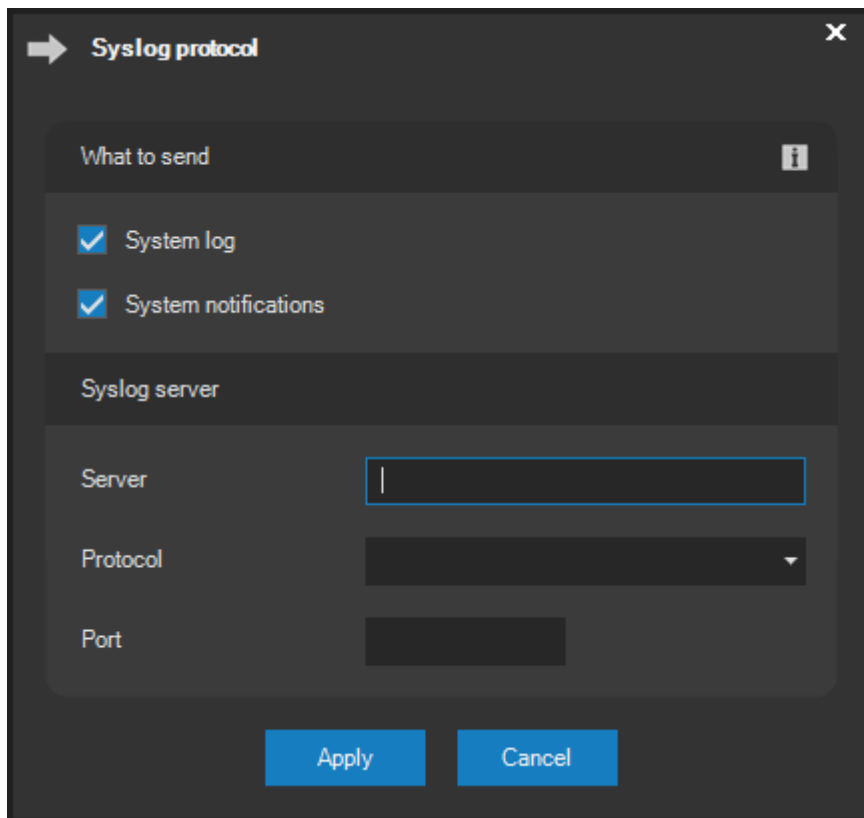 Syslog protocol
What to send
System log
System notifications
Syslog server
Server
Protocol
Port
Apply Cancel